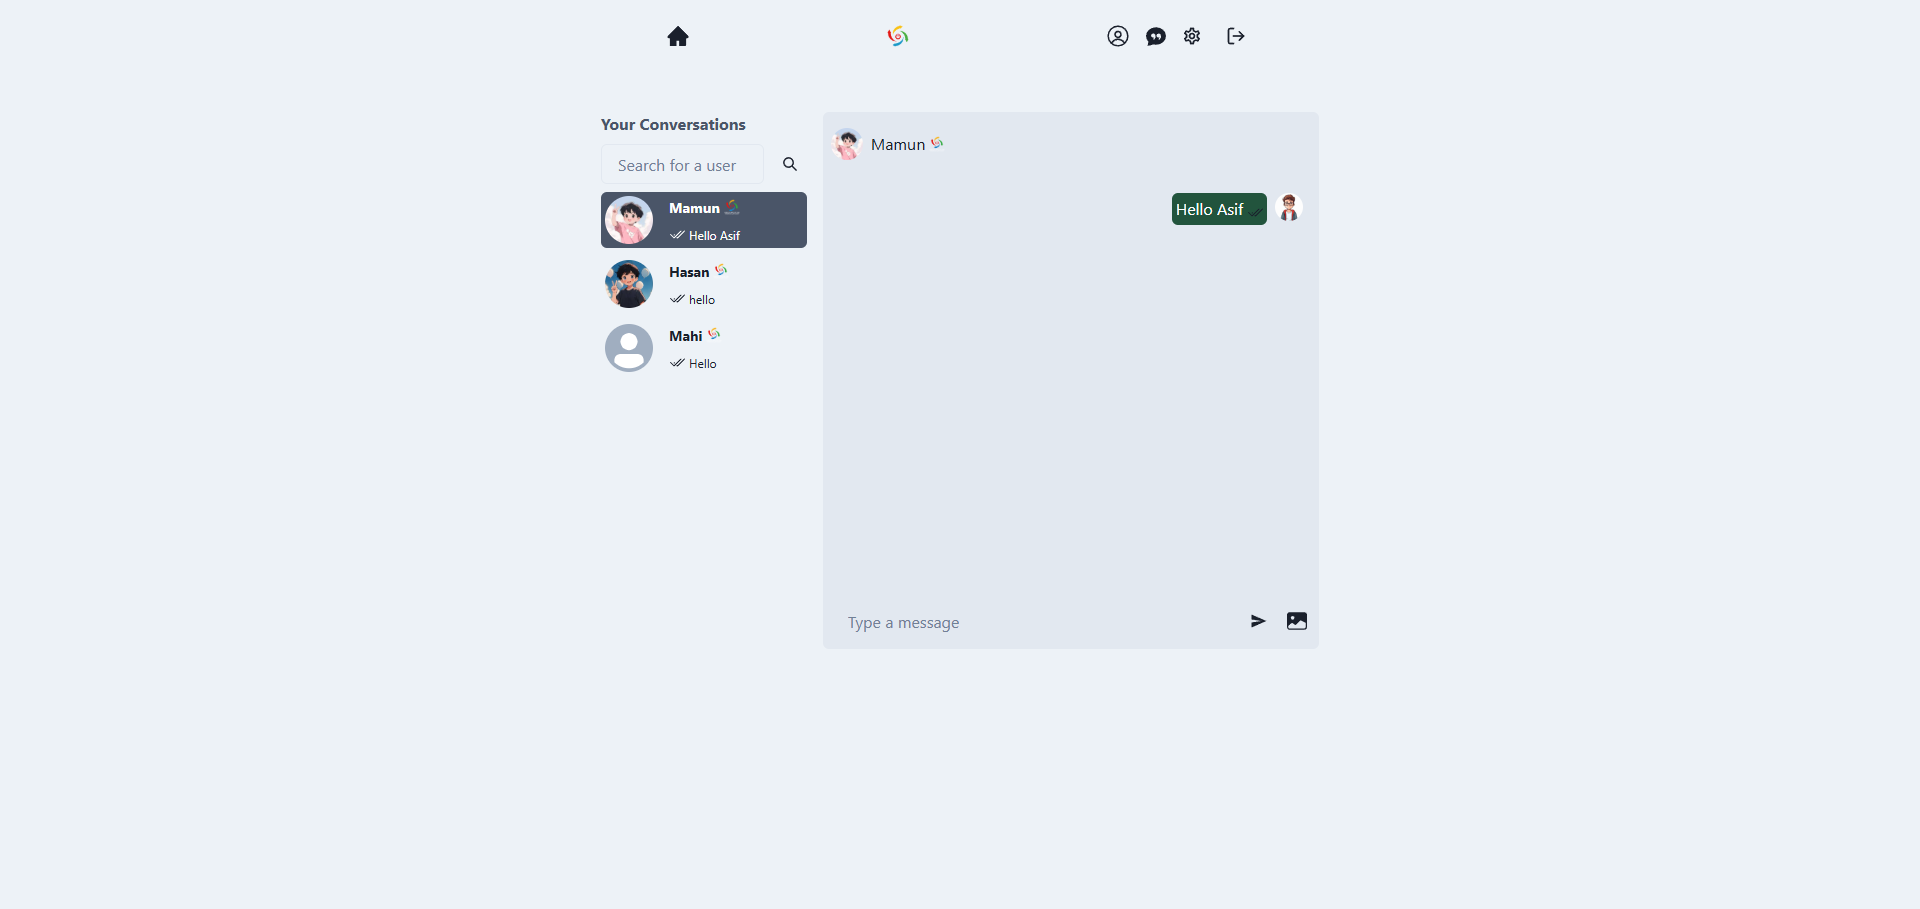 Your Conversations
Search for a user
Mamun
Hello Asif
Hasan
hello
Mahi
Hello
Mamun
Hello Asif
Type a message